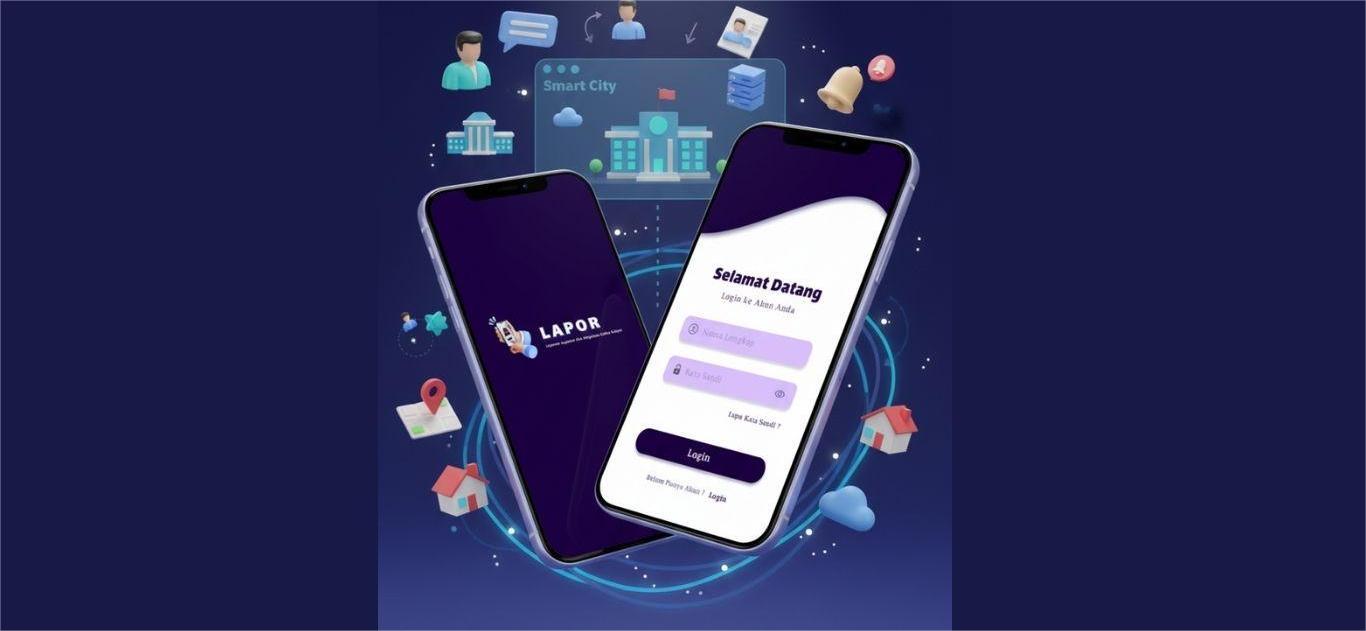 Smart City
LAPOR
Selamat Datang
Login ke Akun Anda
Nama Lengkap
Kata Sandi
Lupa Kata Sandi ?
Login
Belum Punya Akun ? Login